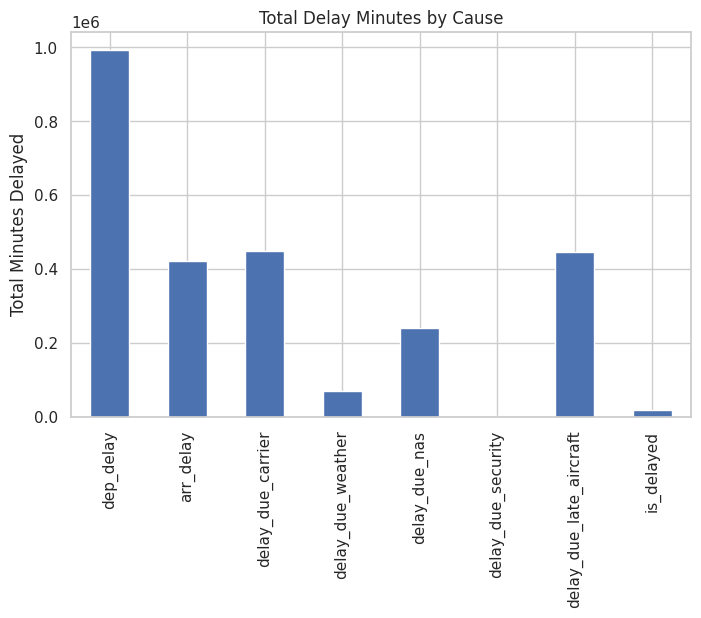 Total Delay Minutes by Cause
1e6
Total Minutes Delayed
1.0
0.8
0.6
0.4
0.2
0.0
dep_delay
arr_delay
delay_due_carrier
delay_due_weather
delay_due_nas
delay_due_security
delay_due_late_aircraft
is_delayed